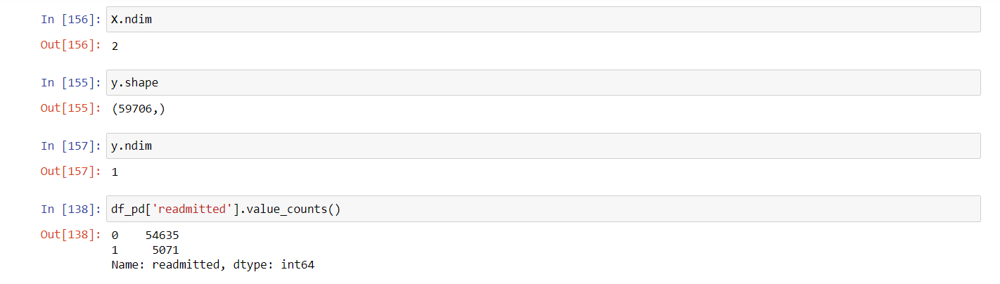 In [156]: X.ndim
Out[156]: 2
In [155]: y.shape
Out[155]: (59706,)
In [157]: y.ndim
Out[157]: 1
In [138]: df_pd['readmitted'].value_counts()
Out[138]: 0    54635
1     5071
Name: readmitted, dtype: int64